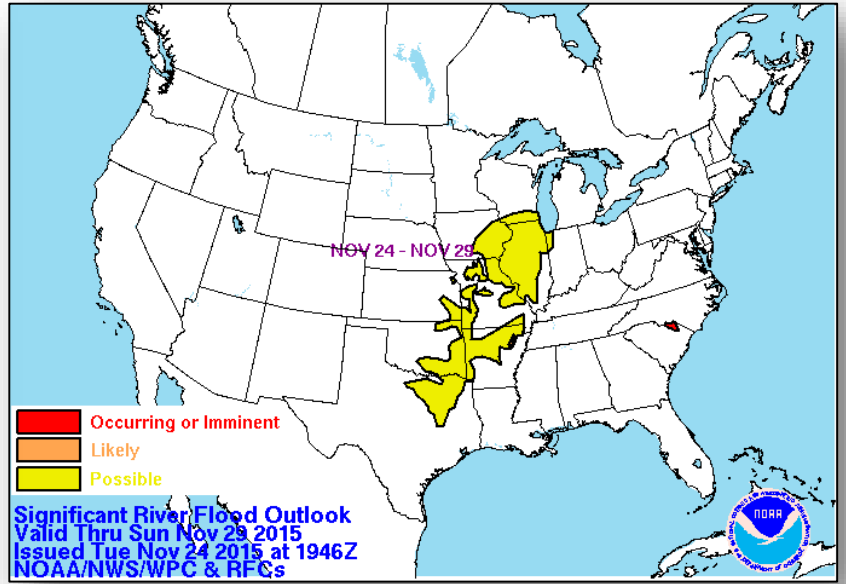 NOV 24 - NOV 29
Occurring or Imminent
Likely
Possible
Significant River Flood Outlook
Valid Thru Sun Nov 29 2015
Issued Tue Nov 24 2015 at 1946Z
NOAA/NWS/WPC & RFCs
NOAA